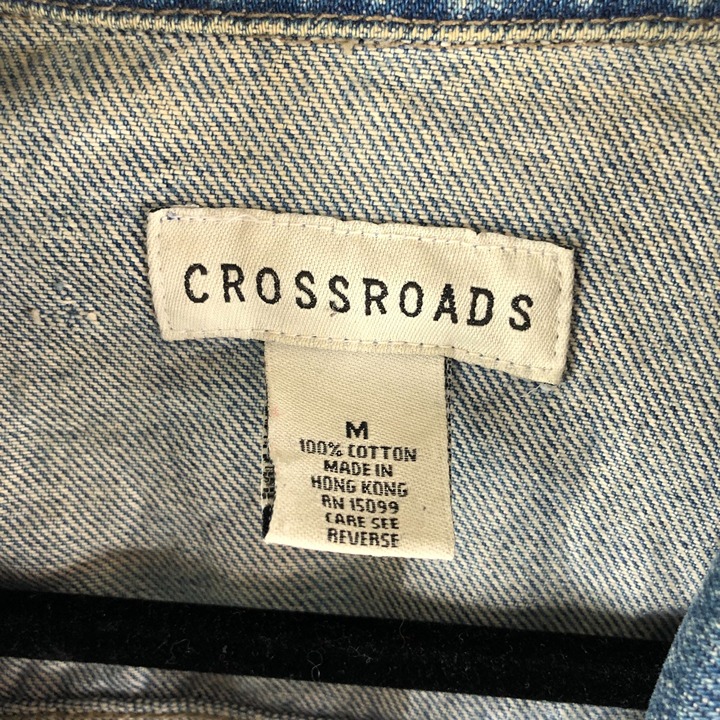 CROSSROADS
M
100% COTTON
MADE IN
HONG KONG
RN 15099
CARE SEE
REVERSE